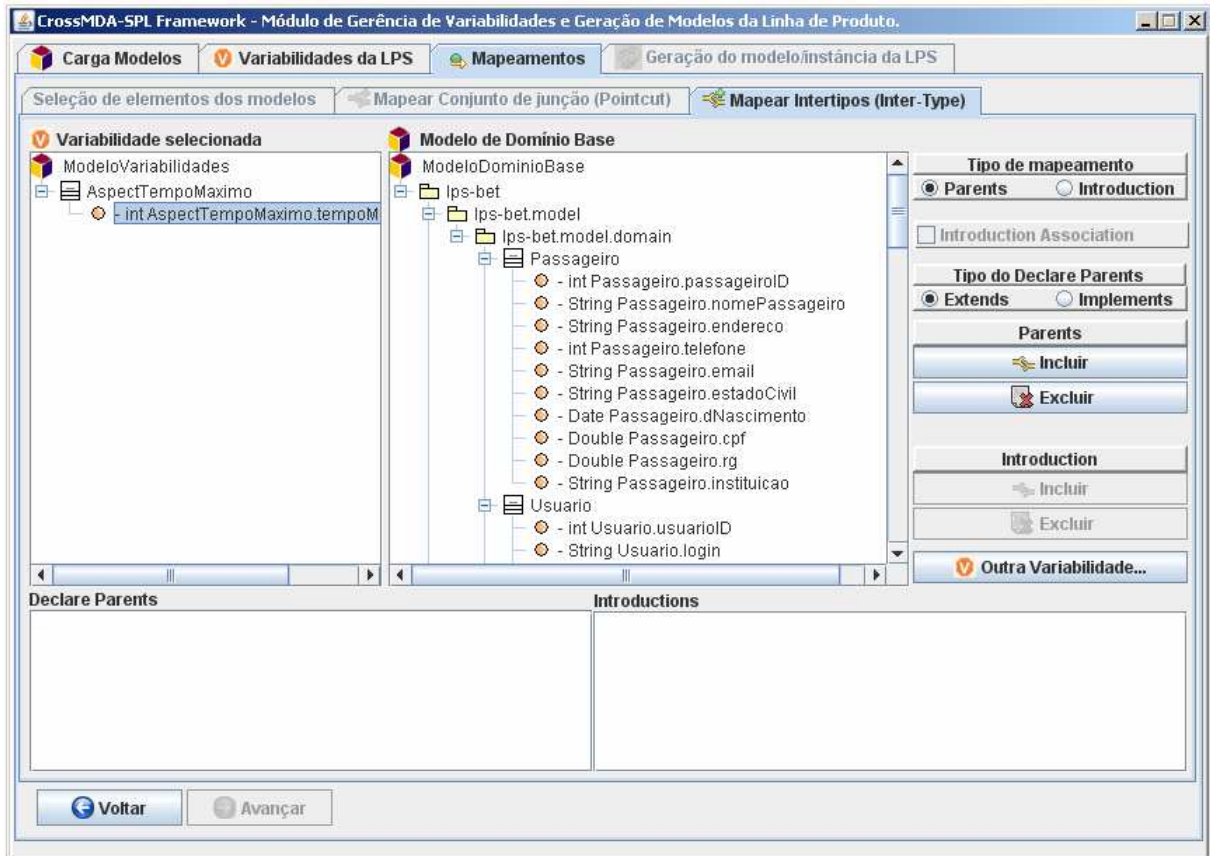 CrossMDA-SPL Framework - Módulo de Gerência de Variabilidades e Geração de Modelos da Linha de Produto.
Carga Modelos
Variabilidades da LPS
Mapeamentos
Geração do modelo/instância da LPS
Seleção de elementos dos modelos
Mapear Conjunto de junção (Pointcut)
Mapear Intertipos (Inter-Type)
Variabilidade selecionada
ModeloVariabilidades
AspectTempoMaximo
- int AspectTempoMaximo.tempoM
Modelo de Domínio Base
ModeloDominioBase
lps-bet
lps-bet.model
lps-bet.model.domain
Passageiro
- int Passageiro.passageiroID
- String Passageiro.nomePassageiro
- String Passageiro.endereco
- int Passageiro.telefone
- String Passageiro.email
- String Passageiro.estadoCivil
- Date Passageiro.dNascimento
- Double Passageiro.cpf
- Double Passageiro.rg
- String Passageiro.instituicao
Usuario
- int Usuario.usuarioID
- String Usuario.login
Tipo de mapeamento
Parents Introduction
Introduction Association
Tipo do Declare Parents
Extends Implements
Parents
Incluir
Excluir
Introduction
Incluir
Excluir
Outra Variabilidade...
Declare Parents
Introductions
Voltar
Avançar